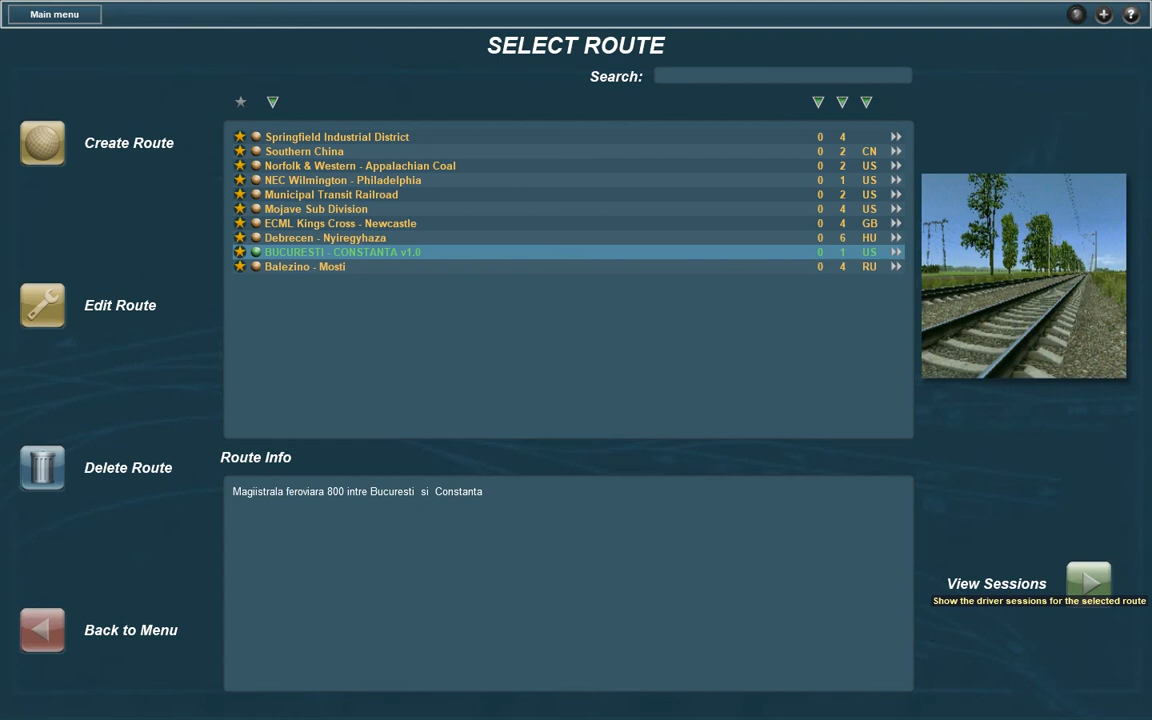 Main menu
?
SELECT ROUTE
Search:
Create Route
Springfield Industrial District 0 4
Southern China 0 2 CN
Norfolk & Western - Appalachian Coal 0 2 US
NEC Wilmington - Philadelphia 0 1 US
Municipal Transit Railroad 0 2 US
Mojave Sub Division 0 4 US
ECML Kings Cross - Newcastle 0 4 GB
Debrecen - Nyiregyhaza 0 6 HU
BUCURESTI - CONSTANTA v1.0 0 1 US
Balezino - Mosti 0 4 RU
Edit Route
Delete Route
Route Info
Magiistrala feroviara 800 intre Bucuresti si Constanta
View Sessions
Show the driver sessions for the selected route
Back to Menu